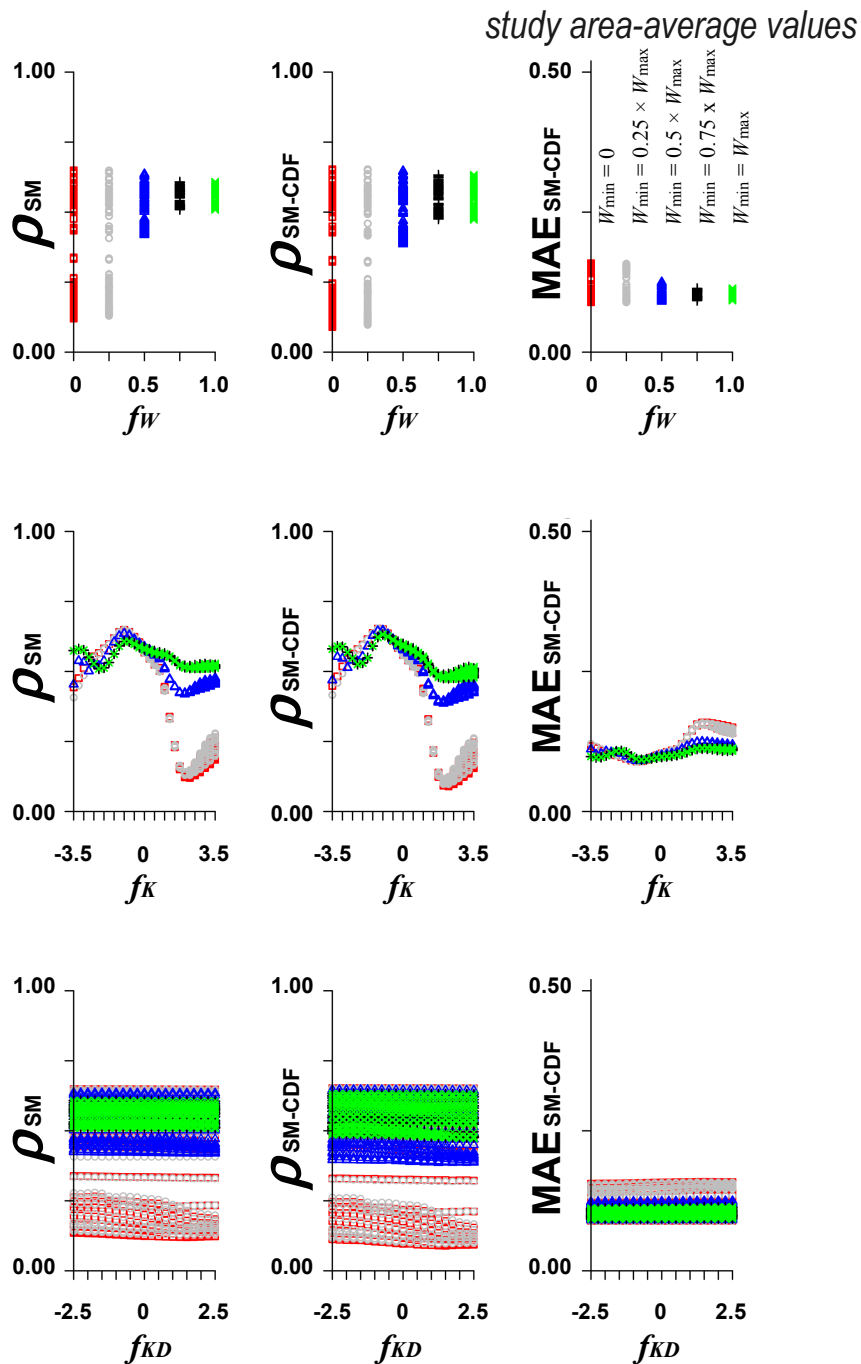 study area-average values
1.00
ρSM
0.00
0 0.5 1.0
fW
1.00
ρSM-CDF
0.00
0 0.5 1.0
fW
0.50
MAE SM-CDF
0.00
Wmin = 0
Wmin = 0.25 × Wmax
Wmin = 0.5 × Wmax
Wmin = 0.75 x Wmax
Wmin = Wmax
0 0.5 1.0
fW
1.00
ρSM
0.00
-3.5 0 3.5
fK
1.00
ρSM-CDF
0.00
-3.5 0 3.5
fK
0.50
MAE SM-CDF
0.00
-3.5 0 3.5
fK
1.00
ρSM
0.00
-2.5 0 2.5
fKD
1.00
ρSM-CDF
0.00
-2.5 0 2.5
fKD
0.50
MAE SM-CDF
0.00
-2.5 0 2.5
fKD